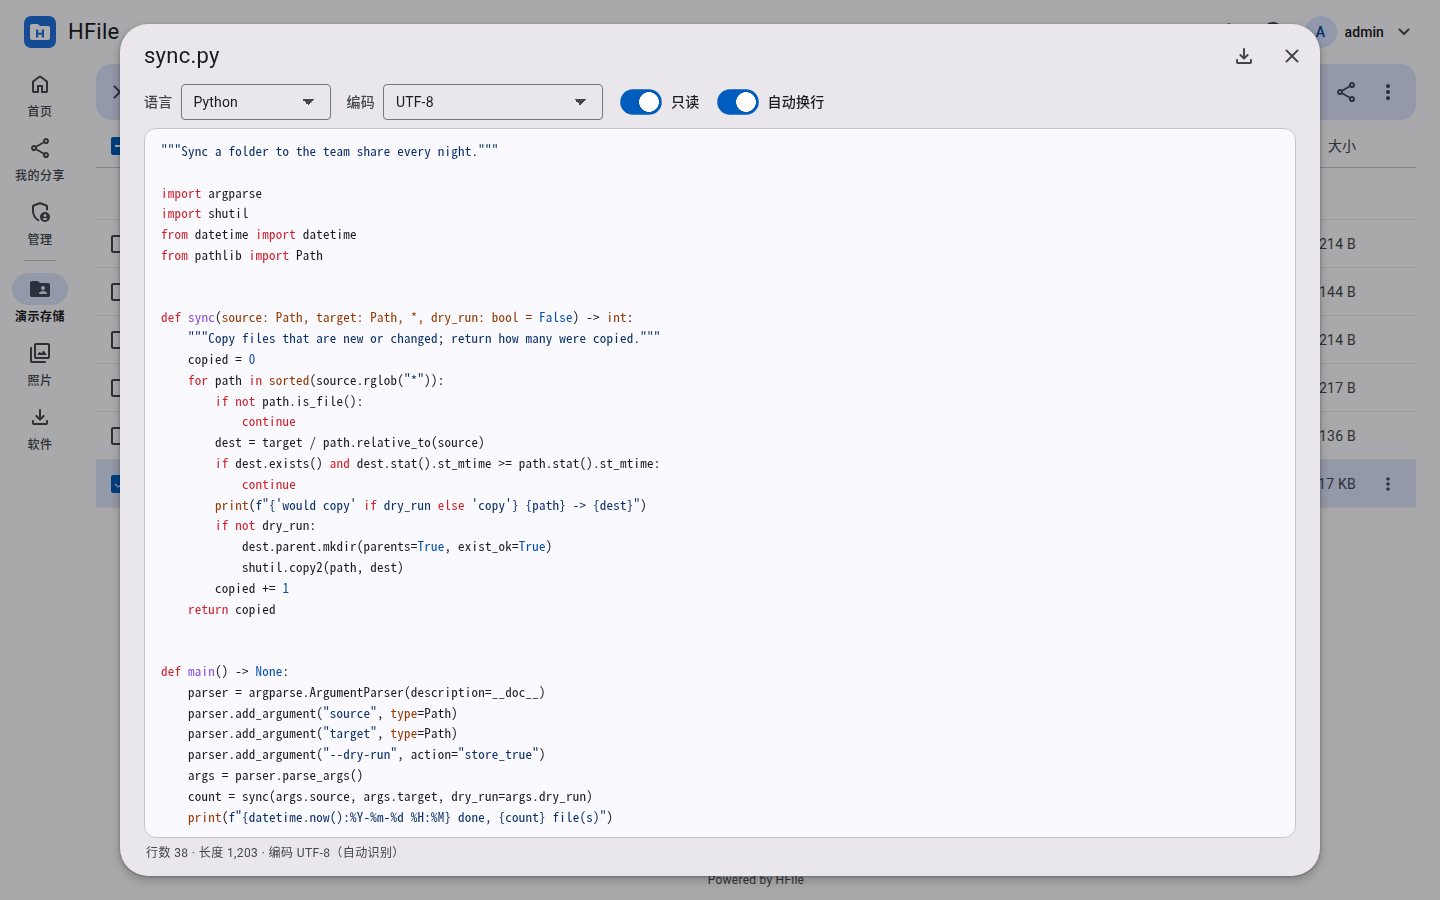 HFile
admin
A
首页
我的分享
管理
演示存储
照片
软件
sync.py
语言
Python
编码
UTF-8
只读
自动换行
"""Sync a folder to the team share every night."""
import argparse
import shutil
from datetime import datetime
from pathlib import Path
def sync(source: Path, target: Path, *, dry_run: bool = False) -> int:
    """Copy files that are new or changed; return how many were copied."""
    copied = 0
    for path in sorted(source.rglob("*")):
        if not path.is_file():
            continue
        dest = target / path.relative_to(source)
        if dest.exists() and dest.stat().st_mtime >= path.stat().st_mtime:
            continue
        print(f"{'would copy' if dry_run else 'copy'} {path} -> {dest}")
        if not dry_run:
            dest.parent.mkdir(parents=True, exist_ok=True)
            shutil.copy2(path, dest)
        copied += 1
    return copied
def main() -> None:
    parser = argparse.ArgumentParser(description=__doc__)
    parser.add_argument("source", type=Path)
    parser.add_argument("target", type=Path)
    parser.add_argument("--dry-run", action="store_true")
    args = parser.parse_args()
    count = sync(args.source, args.target, dry_run=args.dry_run)
    print(f"{datetime.now():%Y-%m-%d %H:%M} done, {count} file(s)")
行数 38 · 长度 1,203 · 编码 UTF-8（自动识别）
大小
214 B
144 B
214 B
217 B
136 B
17 KB
Powered by HFile